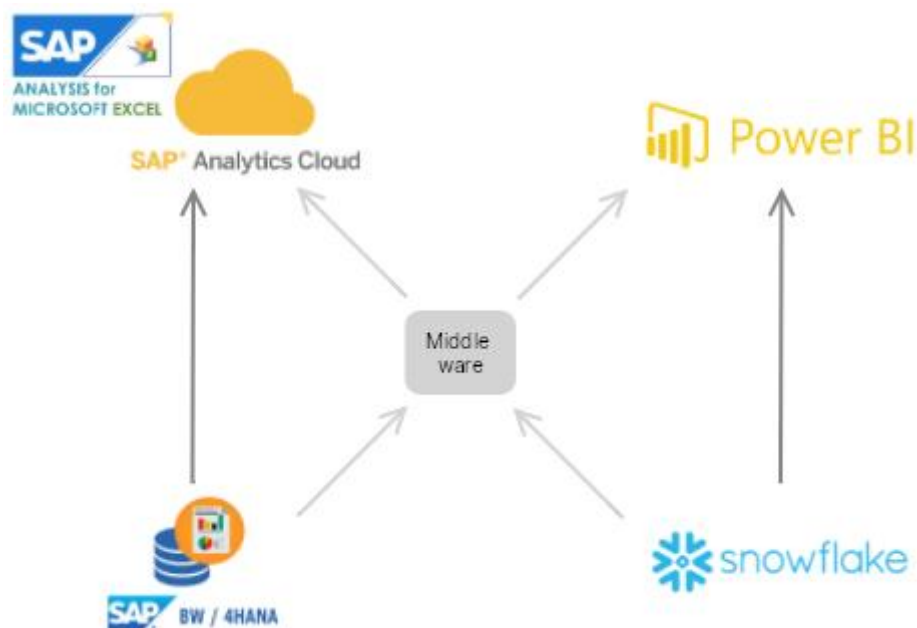 SAP
ANALYSIS for
MICROSOFT EXCEL
SAP® Analytics Cloud
Power BI
Middle
ware
snowflake
SAP BW / 4HANA